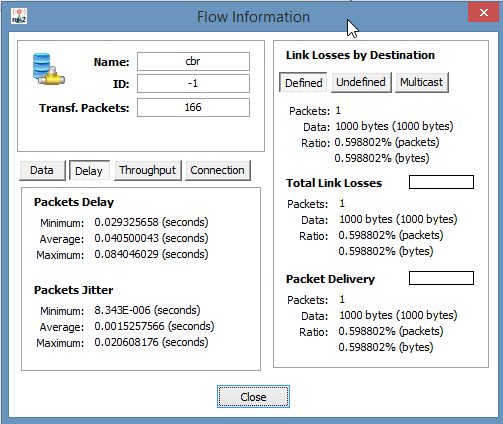 ns2
Flow Information
Name: cbr
ID: -1
Transf. Packets: 166
Data Delay Throughput Connection
Packets Delay
Minimum: 0.029325658 (seconds)
Average: 0.040500043 (seconds)
Maximum: 0.084046029 (seconds)
Packets Jitter
Minimum: 8.343E-006 (seconds)
Average: 0.0015257566 (seconds)
Maximum: 0.020608176 (seconds)
Link Losses by Destination
Defined Undefined Multicast
Packets: 1
Data: 1000 bytes (1000 bytes)
Ratio: 0.598802% (packets)
0.598802% (bytes)
Total Link Losses
Packets: 1
Data: 1000 bytes (1000 bytes)
Ratio: 0.598802% (packets)
0.598802% (bytes)
Packet Delivery
Packets: 1
Data: 1000 bytes (1000 bytes)
Ratio: 0.598802% (packets)
0.598802% (bytes)
Close